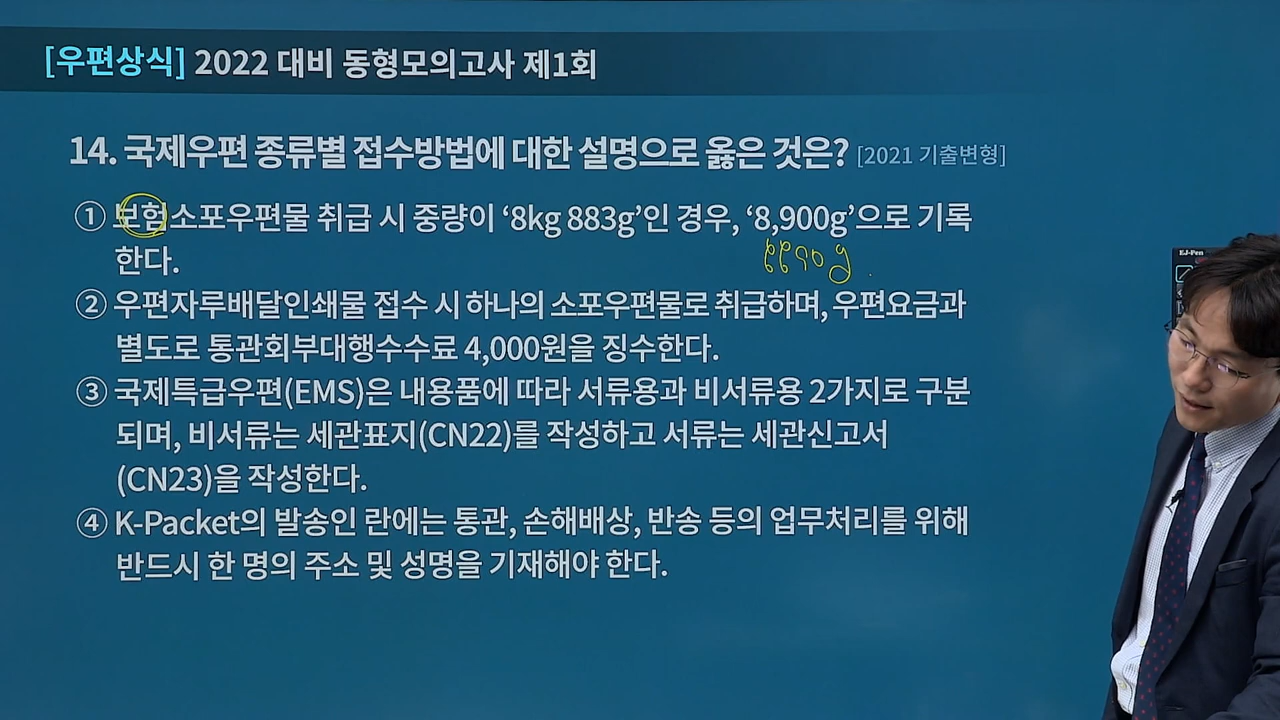 [우편상식] 2022 대비 동형모의고사 제1회
14. 국제우편 종류별 접수방법에 대한 설명으로 옳은 것은? [2021 기출변형]
① 보험소포우편물 취급 시 중량이 ‘8kg 883g’인 경우, ‘8,900g’으로 기록
한다.
8890g
② 우편자루배달인쇄물 접수 시 하나의 소포우편물로 취급하며, 우편요금과
별도로 통관회부대행수수료 4,000원을 징수한다.
③ 국제특급우편(EMS)은 내용품에 따라 서류용과 비서류용 2가지로 구분
되며, 비서류는 세관표지(CN22)를 작성하고 서류는 세관신고서
(CN23)을 작성한다.
④ K-Packet의 발송인 란에는 통관, 손해배상, 반송 등의 업무처리를 위해
반드시 한 명의 주소 및 성명을 기재해야 한다.
EJ-Pen